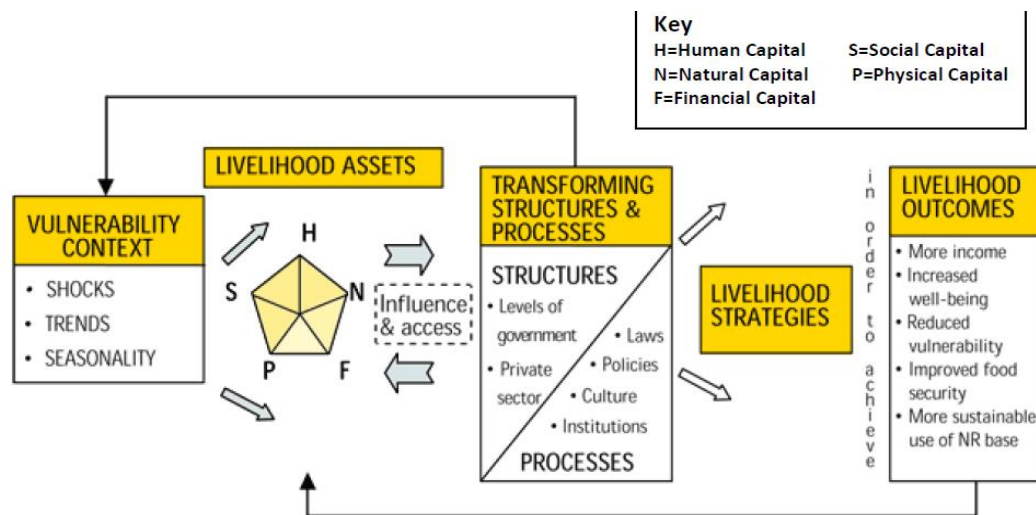 Key
H=Human Capital S=Social Capital
N=Natural Capital P=Physical Capital
F=Financial Capital
LIVELIHOOD ASSETS
VULNERABILITY
CONTEXT
• SHOCKS
• TRENDS
• SEASONALITY
H
S
N
P
F
Influence
& access
TRANSFORMING
STRUCTURES &
PROCESSES
STRUCTURES
• Levels of
government
• Private
sector
• Laws
• Policies
• Culture
• Institutions
PROCESSES
LIVELIHOOD
STRATEGIES
in order to achieve
LIVELIHOOD
OUTCOMES
• More income
• Increased
well-being
• Reduced
vulnerability
• Improved food
security
• More sustainable
use of NR base